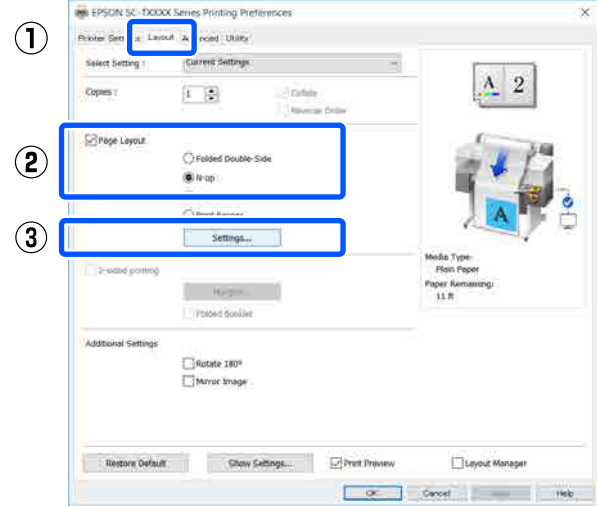 EPSON SC-TXXXX Series Printing Preferences
1
Layout
Utility
Select Setting :
Current Settings
Copies :
1
Collate
Reverse Order
A 2
2
Page Layout
Folded Double-Side
N-up
Print Banner
3
Settings...
A
Media Type:
Plain Paper
Paper Remaining:
11 ft
2-sided printing
Margins...
Folded Booklet
Additional Settings
Rotate 180º
Mirror Image
Restore Default
Show Settings...
Print Preview
Layout Manager
OK
Cancel
Help